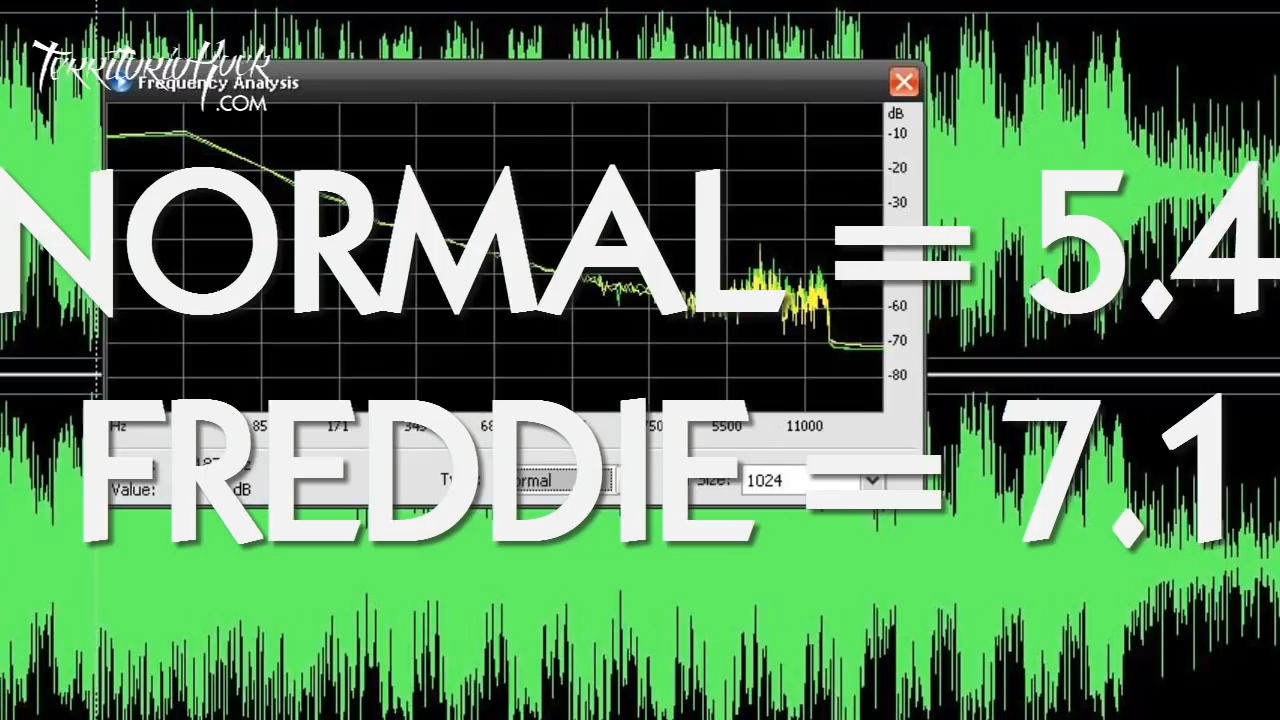 TerritorioHuck
.COM
Frequency Analysis
dB
-10
-20
-30
NORMAL = 5.4
-60
-70
-80
FREDDIE = 7.1
Hz 85 171 5500 11000
Value: dB 1024